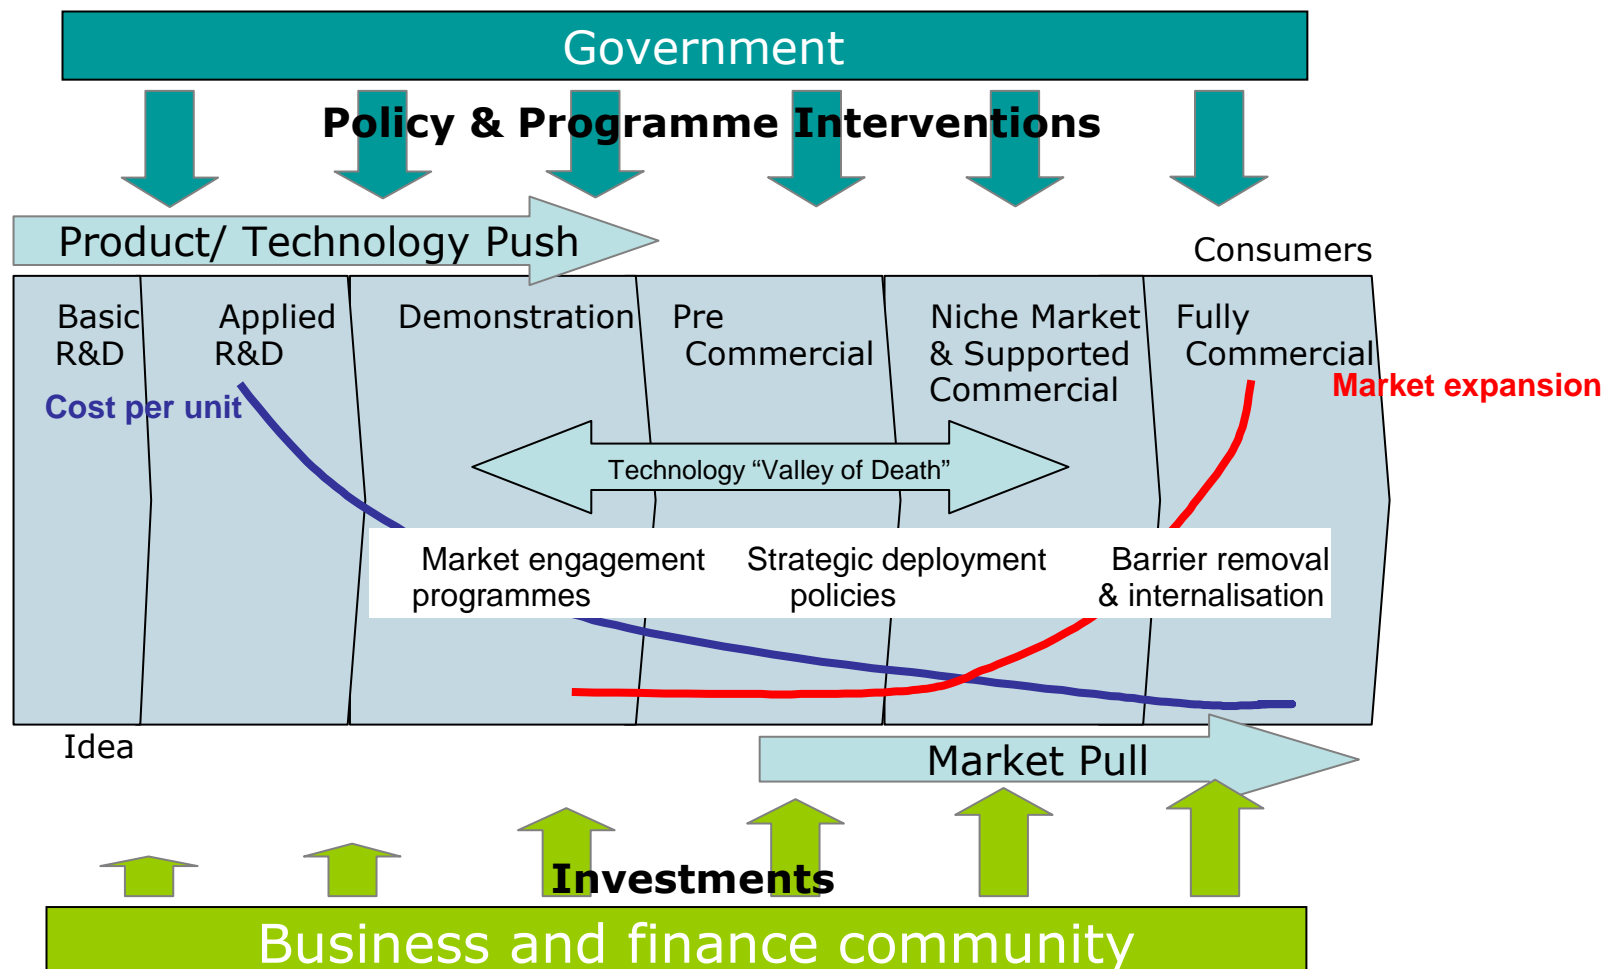 Government
Policy & Programme Interventions
Product/ Technology Push
Consumers
Basic
R&D
Applied
R&D
Demonstration
Pre
Commercial
Niche Market
& Supported
Commercial
Fully
Commercial
Cost per unit
Market expansion
Technology “Valley of Death”
Market engagement
programmes
Strategic deployment
policies
Barrier removal
& internalisation
Idea
Market Pull
Investments
Business and finance community